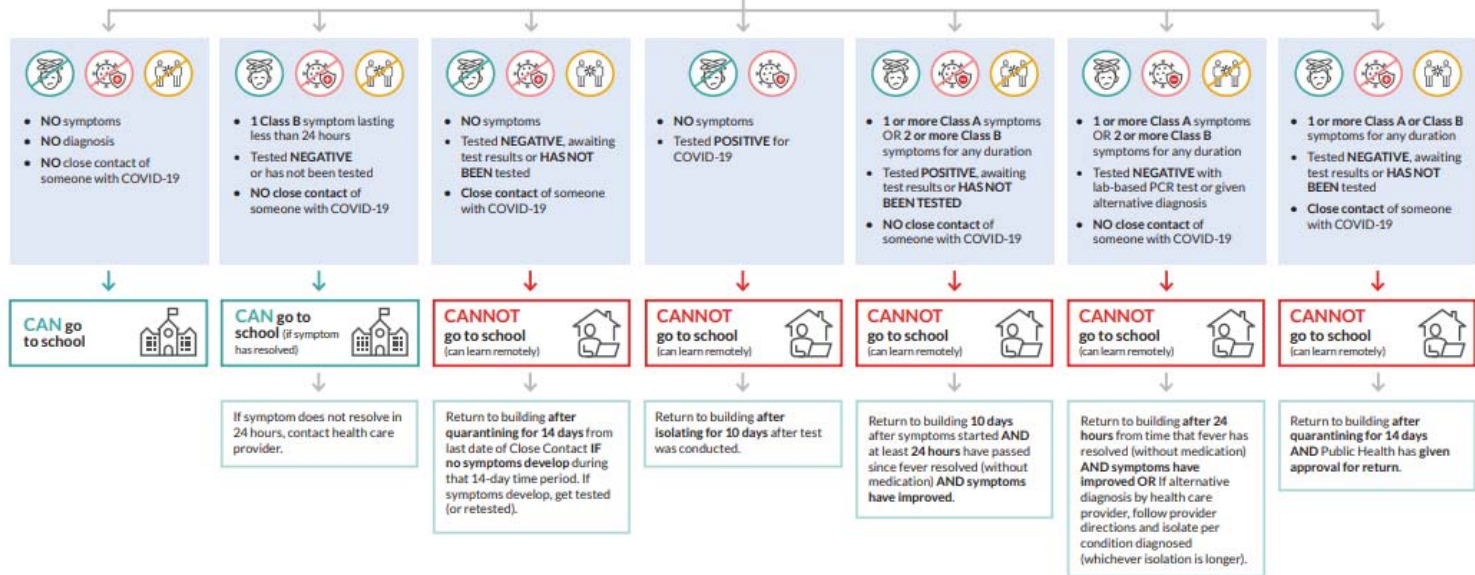 • NO symptoms
• NO diagnosis
• NO close contact of
someone with COVID-19
CAN go
to school
• 1 Class B symptom lasting
less than 24 hours
• Tested NEGATIVE
or has not been tested
• NO close contact of
someone with COVID-19
CAN go to
school (if symptom
has resolved)
If symptom does not resolve in
24 hours, contact health care
provider.
• NO symptoms
• Tested NEGATIVE, awaiting
test results or HAS NOT
BEEN tested
• Close contact of someone
with COVID-19
CANNOT
go to school
(can learn remotely)
Return to building after
quarantining for 14 days from
last date of Close Contact IF
no symptoms develop during
that 14-day time period. If
symptoms develop, get tested
(or retested).
• NO symptoms
• Tested POSITIVE for
COVID-19
CANNOT
go to school
(can learn remotely)
Return to building after
isolating for 10 days after test
was conducted.
• 1 or more Class A symptoms
OR 2 or more Class B
symptoms for any duration
• Tested POSITIVE, awaiting
test results or HAS NOT
BEEN TESTED
• NO close contact of
someone with COVID-19
CANNOT
go to school
(can learn remotely)
Return to building 10 days
after symptoms started AND
at least 24 hours have passed
since fever resolved (without
medication) AND symptoms
have improved.
• 1 or more Class A symptoms
OR 2 or more Class B
symptoms for any duration
• Tested NEGATIVE with
lab-based PCR test or given
alternative diagnosis
• NO close contact of
someone with COVID-19
CANNOT
go to school
(can learn remotely)
Return to building after 24
hours from time that fever has
resolved (without medication)
AND symptoms have
improved OR If alternative
diagnosis by health care
provider, follow provider
directions and isolate per
condition diagnosed
(whichever isolation is longer).
• 1 or more Class A or Class B
symptoms for any duration
• Tested NEGATIVE, awaiting
test results or HAS NOT
BEEN tested
• Close contact of someone
with COVID-19
CANNOT
go to school
(can learn remotely)
Return to building after
quarantining for 14 days
AND Public Health has given
approval for return.